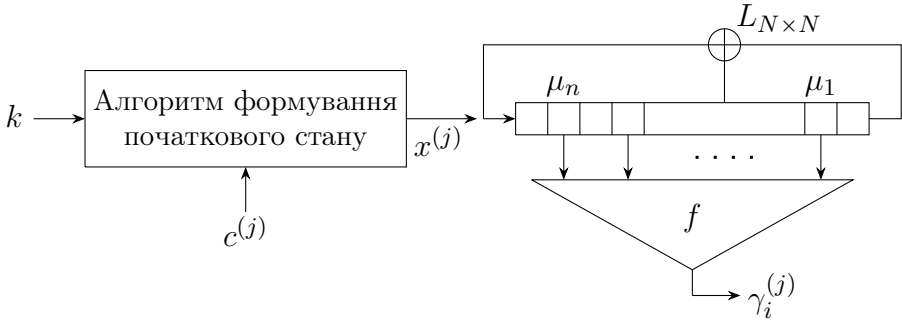 L_{N×N}
μ_n
μ_1
k
Алгоритм формування
початкового стану
x^{(j)}
c^{(j)}
. . . .
f
γ_i^{(j)}